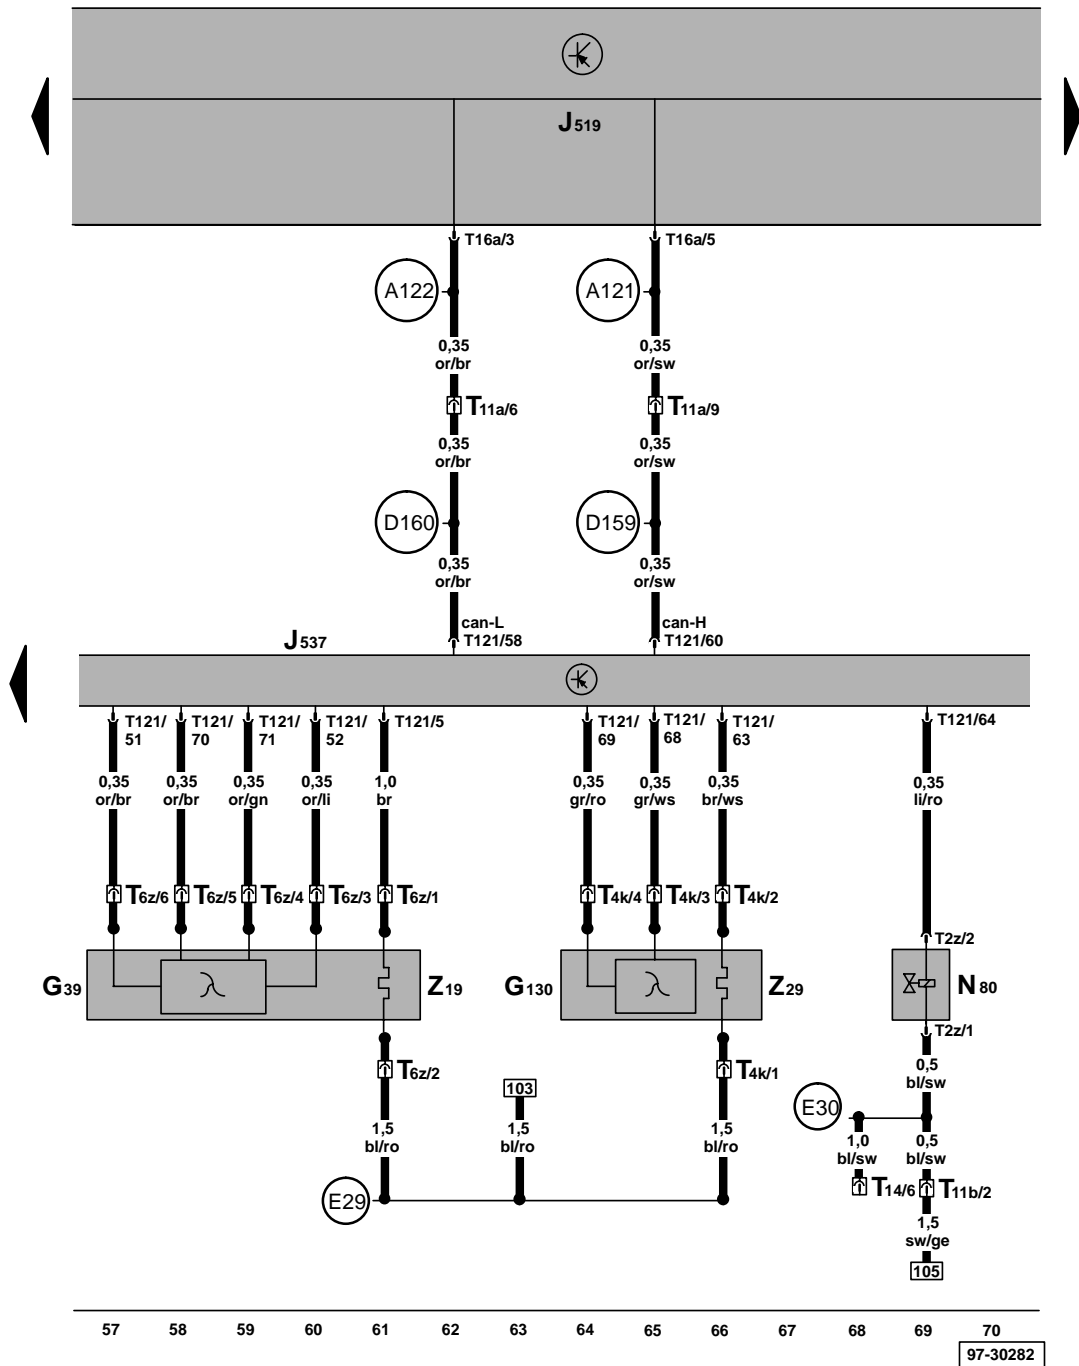 J519
T16a/3
T16a/5
A122
A121
0,35
or/br
0,35
or/sw
T11a/6
T11a/9
0,35
or/br
0,35
or/sw
D160
D159
0,35
or/br
0,35
or/sw
can-L
T121/58
can-H
T121/60
J537
T121/
51
T121/
70
T121/
71
T121/
52
T121/5
T121/
69
T121/
68
T121/
63
T121/64
0,35
or/br
0,35
or/br
0,35
or/gn
0,35
or/li
1,0
br
0,35
gr/ro
0,35
gr/ws
0,35
br/ws
0,35
li/ro
T6z/6
T6z/5
T6z/4
T6z/3
T6z/1
T4k/4
T4k/3
T4k/2
T2z/2
G39
Z19
G130
Z29
N80
T2z/1
T6z/2
T4k/1
103
0,5
bl/sw
E30
1,5
bl/ro
1,5
bl/ro
1,5
bl/ro
1,0
bl/sw
0,5
bl/sw
E29
T14/6
T11b/2
1,5
sw/ge
105
57 58 59 60 61 62 63 64 65 66 67 68 69 70
97-30282